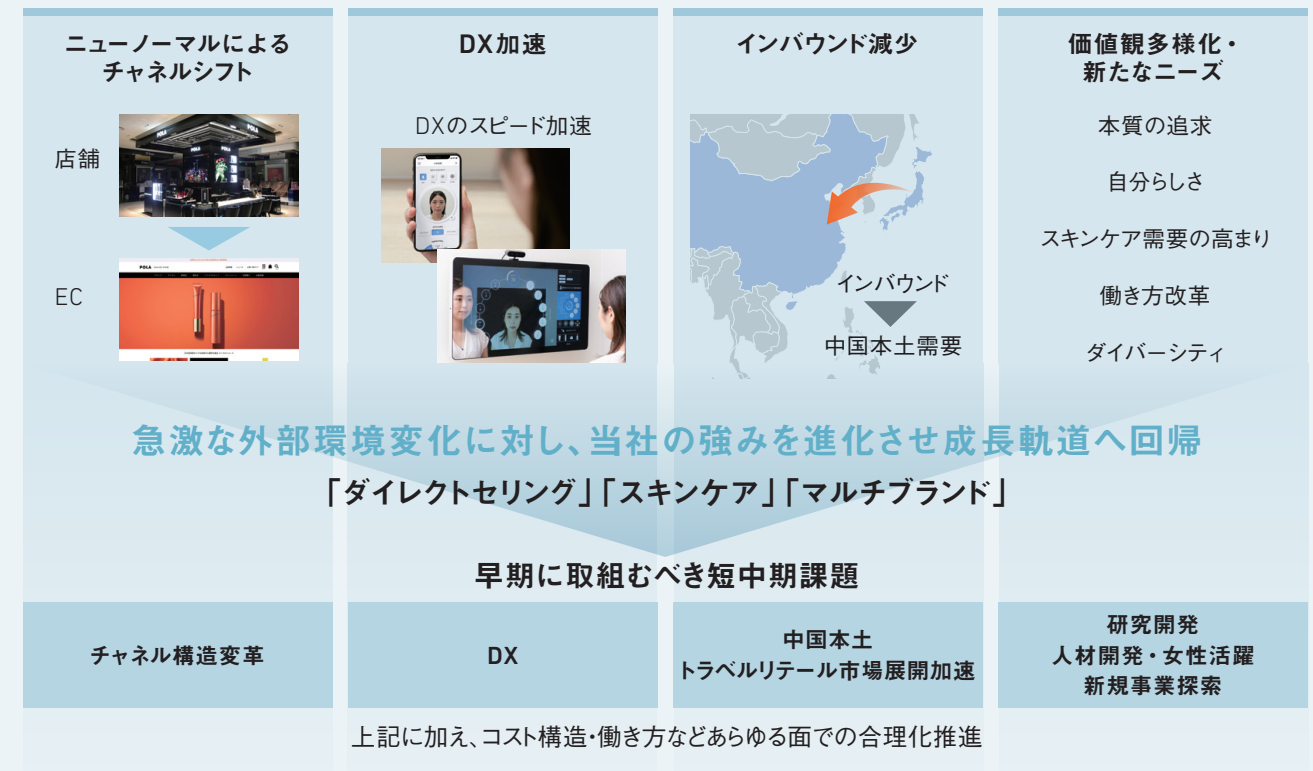 ニューノーマルによる
チャネルシフト
店舗
POLA
POLA
POLA
EC
POLA
DX加速
DXのスピード加速
インバウンド減少
インバウンド
中国本土需要
価値観多様化・
新たなニーズ
本質の追求
自分らしさ
スキンケア需要の高まり
働き方改革
ダイバーシティ
急激な外部環境変化に対し、当社の強みを進化させ成長軌道へ回帰
「ダイレクトセリング」「スキンケア」「マルチブランド」
早期に取組むべき短中期課題
チャネル構造変革
DX
中国本土
トラベルリテール市場展開加速
研究開発
人材開発・女性活躍
新規事業探索
上記に加え、コスト構造・働き方などあらゆる面での合理化推進